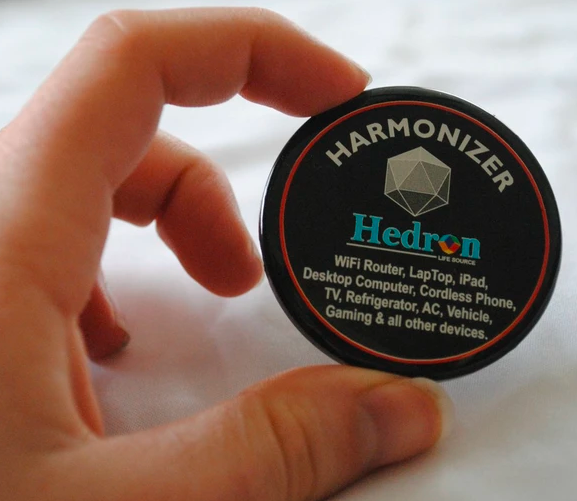 HARMONIZER
Hedron
LIFE SOURCE
WiFi Router, LapTop, iPad,
Desktop Computer, Cordless Phone,
TV, Refrigerator, AC, Vehicle,
Gaming & all other devices.